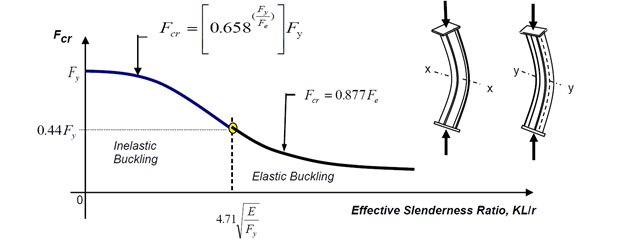 F_cr = [0.658^(F_y/F_e)] F_y
F_cr
F_y
F_cr = 0.877F_e
x
x
y
y
0.44F_y
Inelastic
Buckling
Elastic Buckling
0
4.71√(E/F_y)
Effective Slenderness Ratio, KL/r